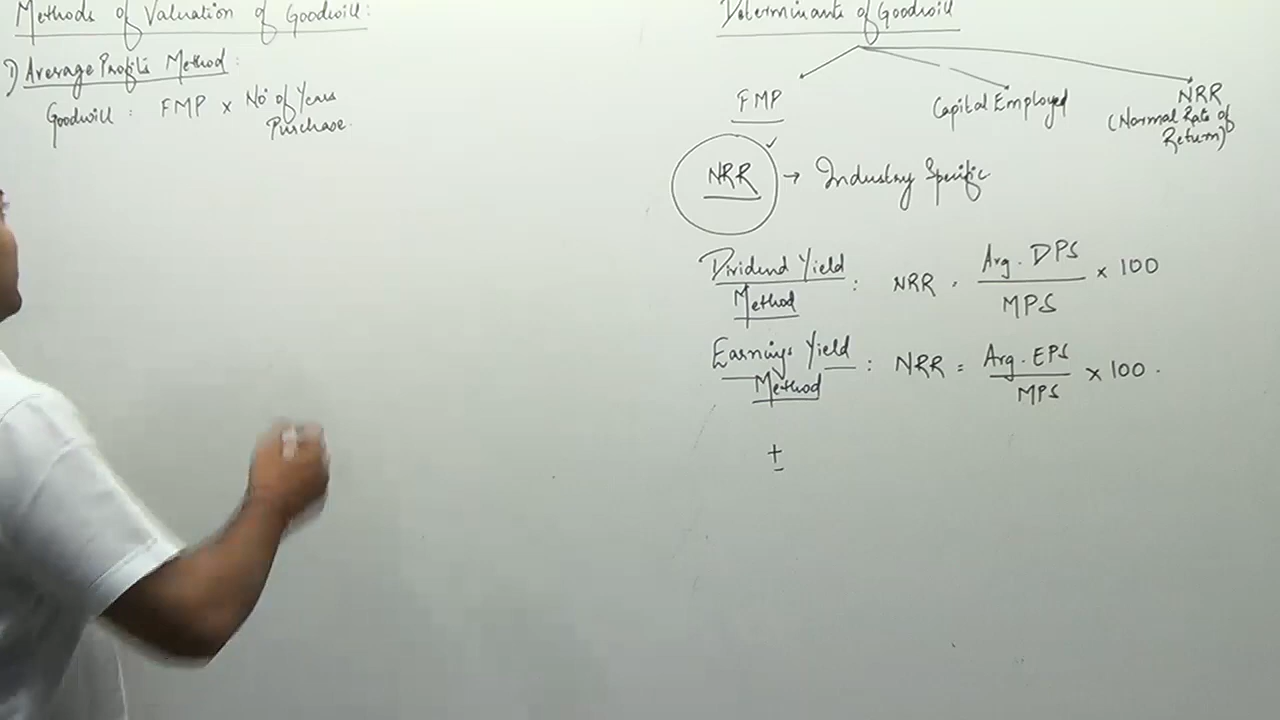 Methods of Valuation of Goodwill:
1) Average Profits Method:
Goodwill: FMP × No of Years
Purchase.
Determinants of Goodwill
FMP
Capital Employed
NRR
(Normal Rate of
Return)
NRR → Industry Specific
Dividend Yield
Method : NRR = Avg. DPS
MPS × 100
Earnings Yield
Method : NRR = Avg. EPS
MPS × 100.
±